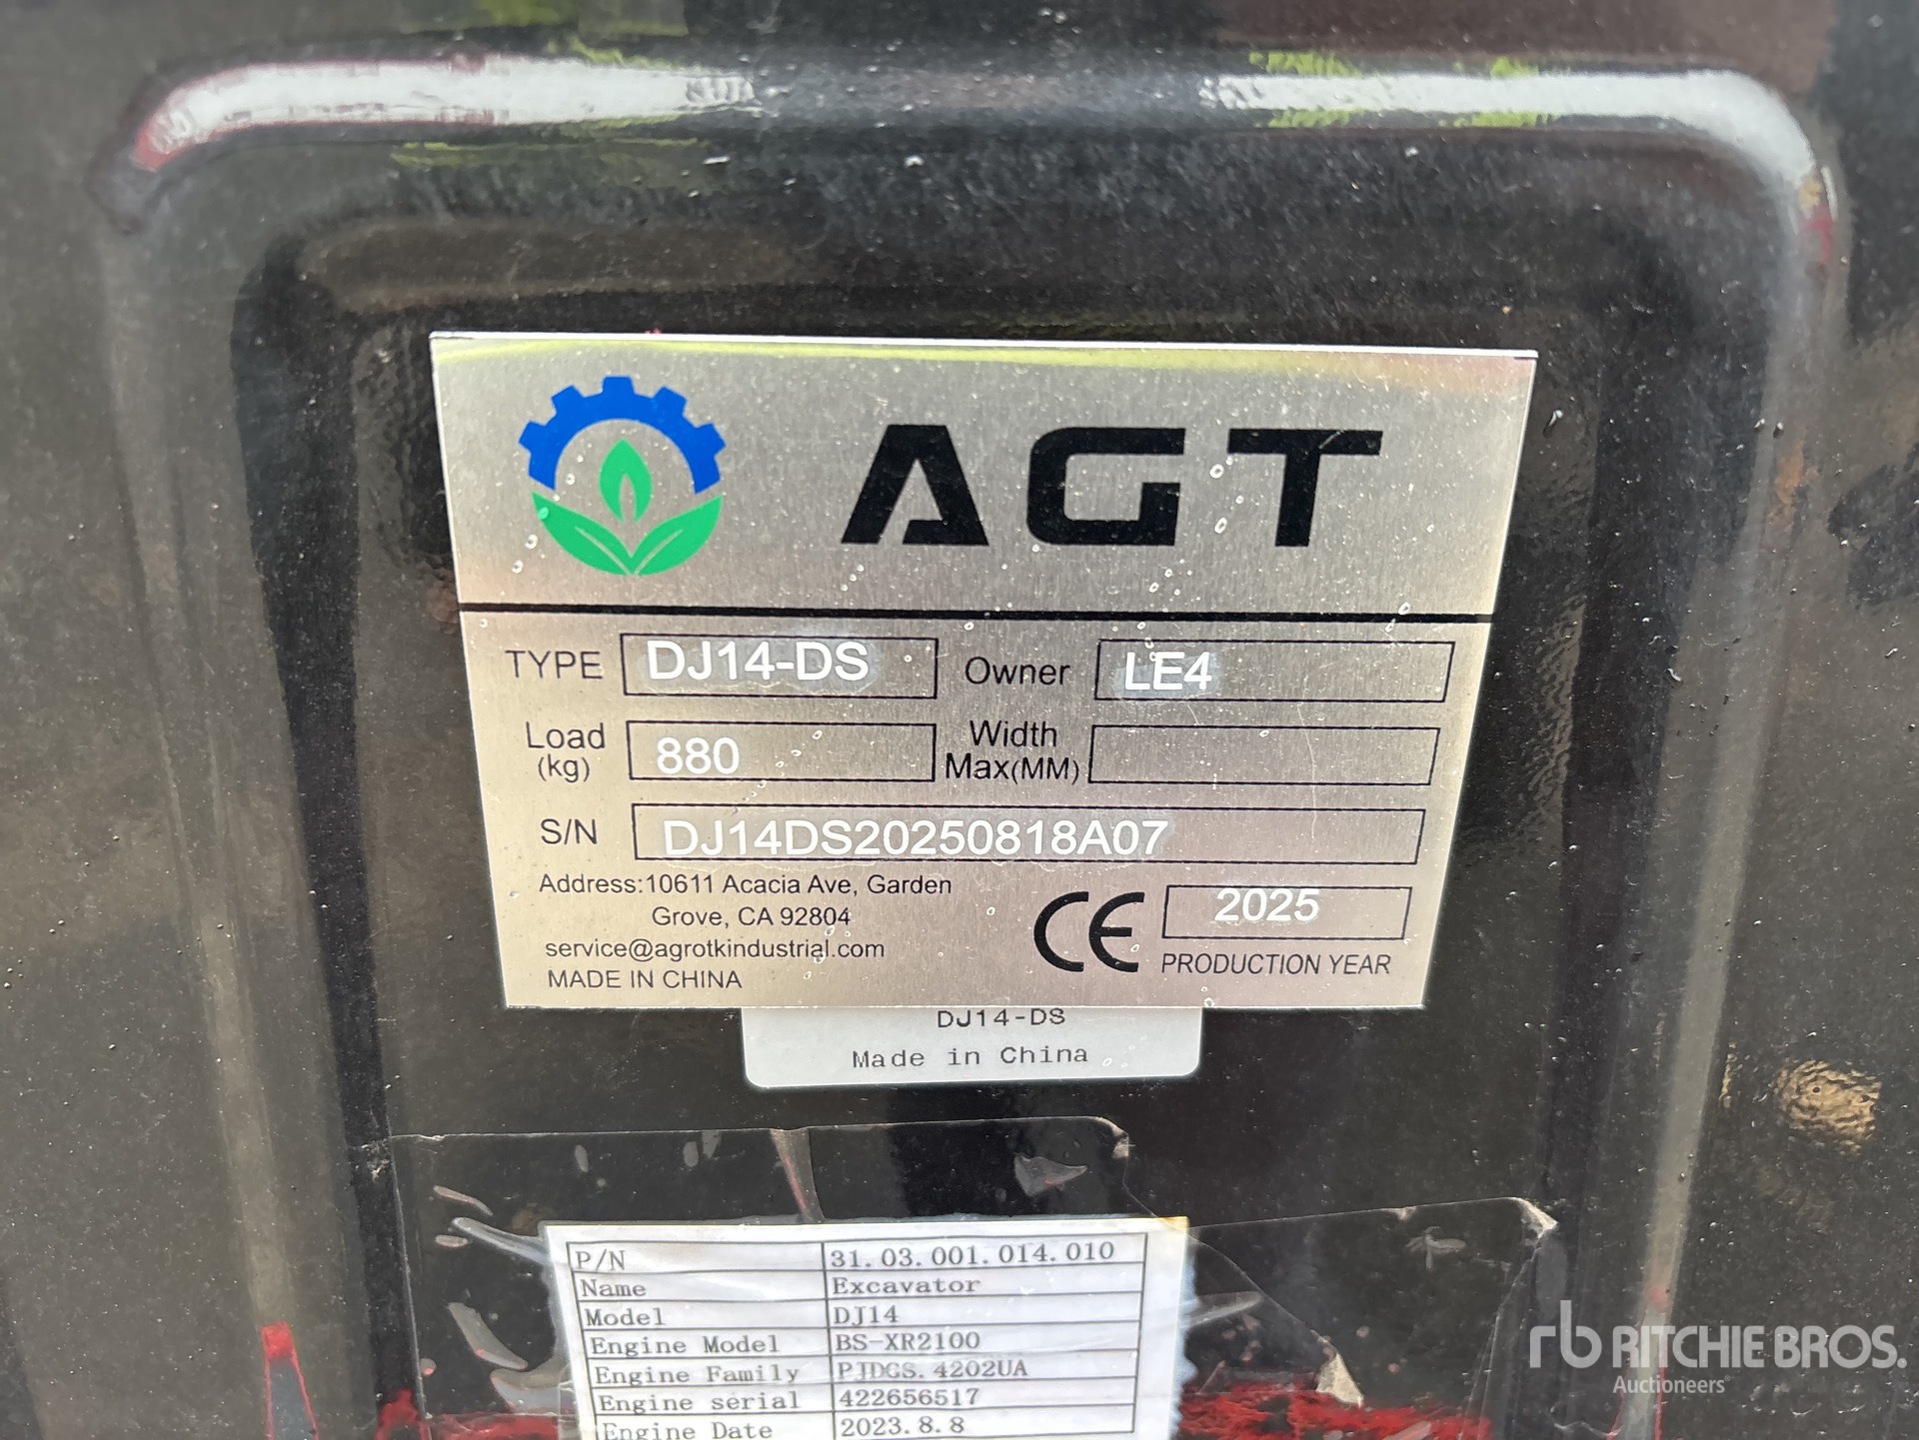 AGT
TYPE DJ14-DS Owner LE4
Load (kg) 880 Width Max(MM)
S/N DJ14DS20250818A07
Address:10611 Acacia Ave, Garden
Grove, CA 92804
service@agrotkindustrial.com
MADE IN CHINA
CE 2025
PRODUCTION YEAR
DJ14-DS
Made in China
P/N 31.03.001.014.010
Name Excavator
Model DJ14
Engine Model BS-XR2100
Engine Family PJDGS.4202UA
Engine serial 422656517
Engine Date 2023.8.8
rb RITCHIE BROS.
Auctioneers